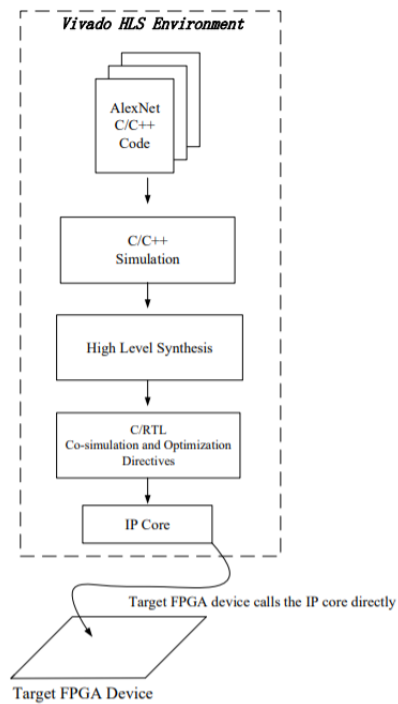 Vivado HLS Environment
AlexNet
C/C++
Code
C/C++
Simulation
High Level Synthesis
C/RTL
Co-simulation and Optimization
Directives
IP Core
Target FPGA device calls the IP core directly
Target FPGA Device